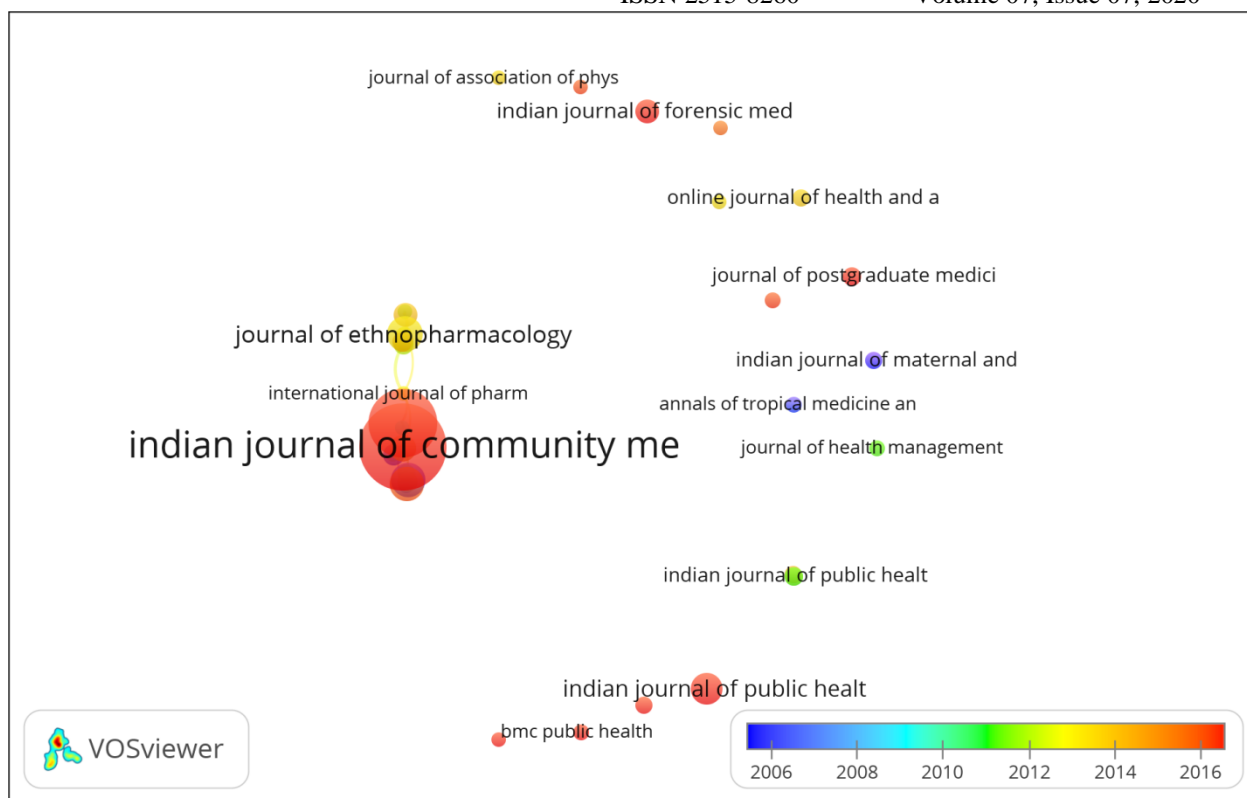 journal of association of phys
indian journal of forensic med
online journal of health and a
journal of postgraduate medici
journal of ethnopharmacology
indian journal of maternal and
international journal of pharm
annals of tropical medicine an
indian journal of community me
journal of health management
indian journal of public healt
indian journal of public healt
bmc public health
VOSviewer
2006 2008 2010 2012 2014 2016